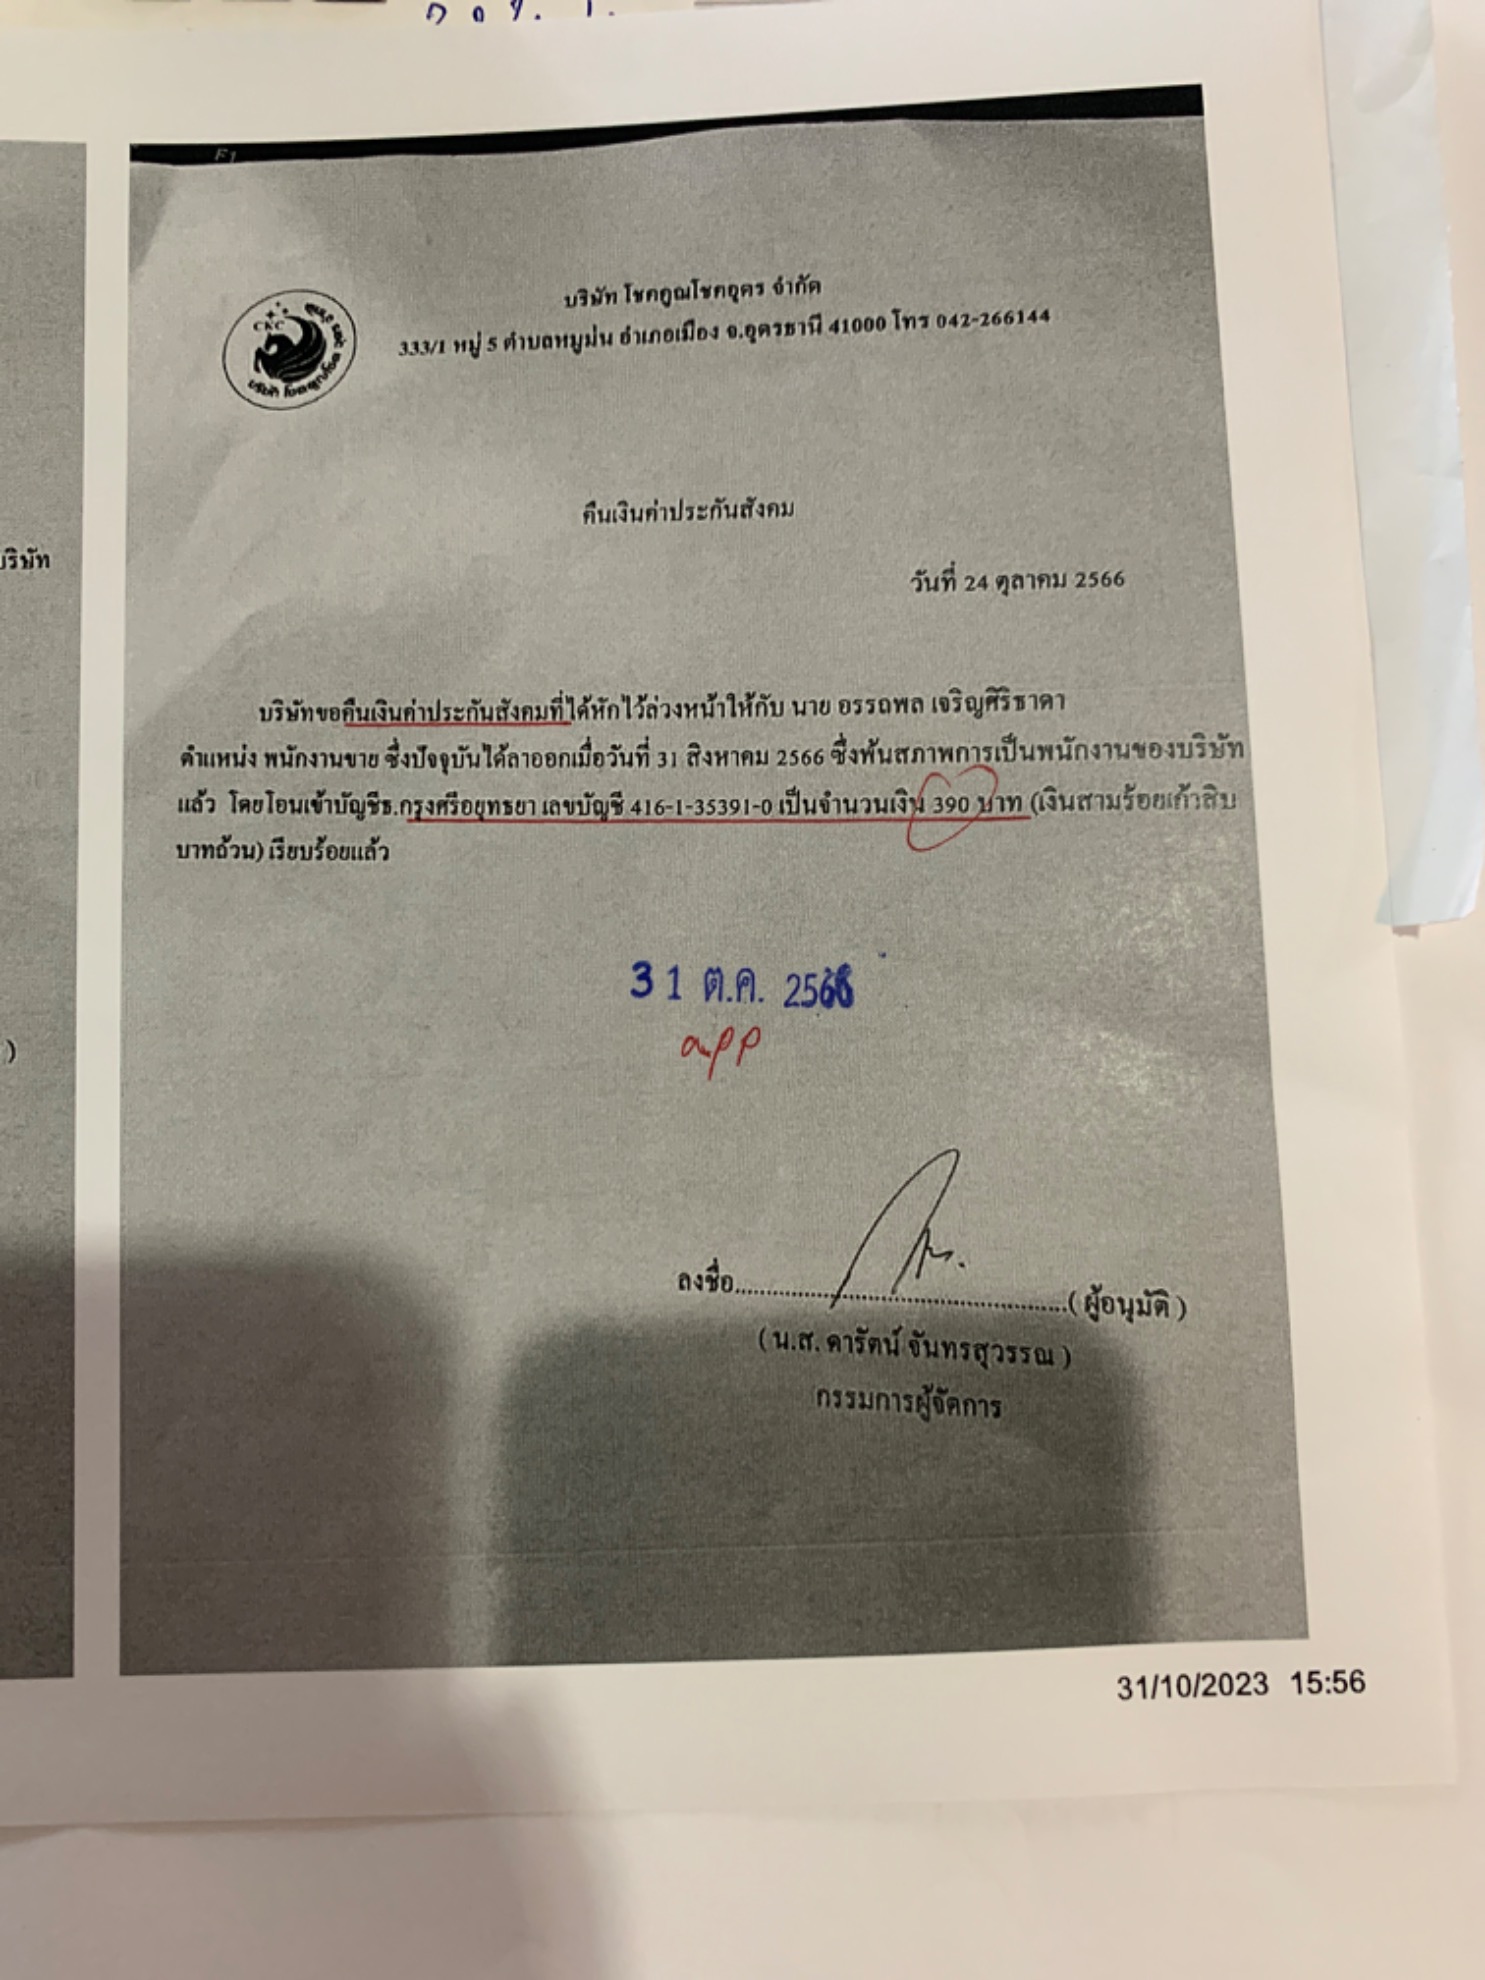 F1
CKC
บริษัท โชคคูณโชคอุดร จำกัด
333/1 หมู่ 5 ตำบลหมูม่น อำเภอเมือง จ.อุดรธานี 41000 โทร 042-266144
คืนเงินค่าประกันสังคม
วันที่ 24 ตุลาคม 2566
บริษัทขอคืนเงินค่าประกันสังคมที่ได้หักไว้ล่วงหน้าให้กับ นาย อรรถพล เจริญศิริธาดา
ตำแหน่ง พนักงานขาย ซึ่งปัจจุบันได้ลาออกเมื่อวันที่ 31 สิงหาคม 2566 ซึ่งพ้นสภาพการเป็นพนักงานของบริษัท
แล้ว โดยโอนเข้าบัญชีธ.กรุงศรีอยุทธยา เลขบัญชี 416-1-35391-0 เป็นจำนวนเงิน 390 บาท (เงินสามร้อยเก้าสิบ
บาทถ้วน) เรียบร้อยแล้ว
31 ต.ค. 2566
app
ลงชื่อ..........(ผู้อนุมัติ)
(น.ส. ดารัตน์ จันทรสุวรรณ)
กรรมการผู้จัดการ
31/10/2023 15:56
บริษัท
)